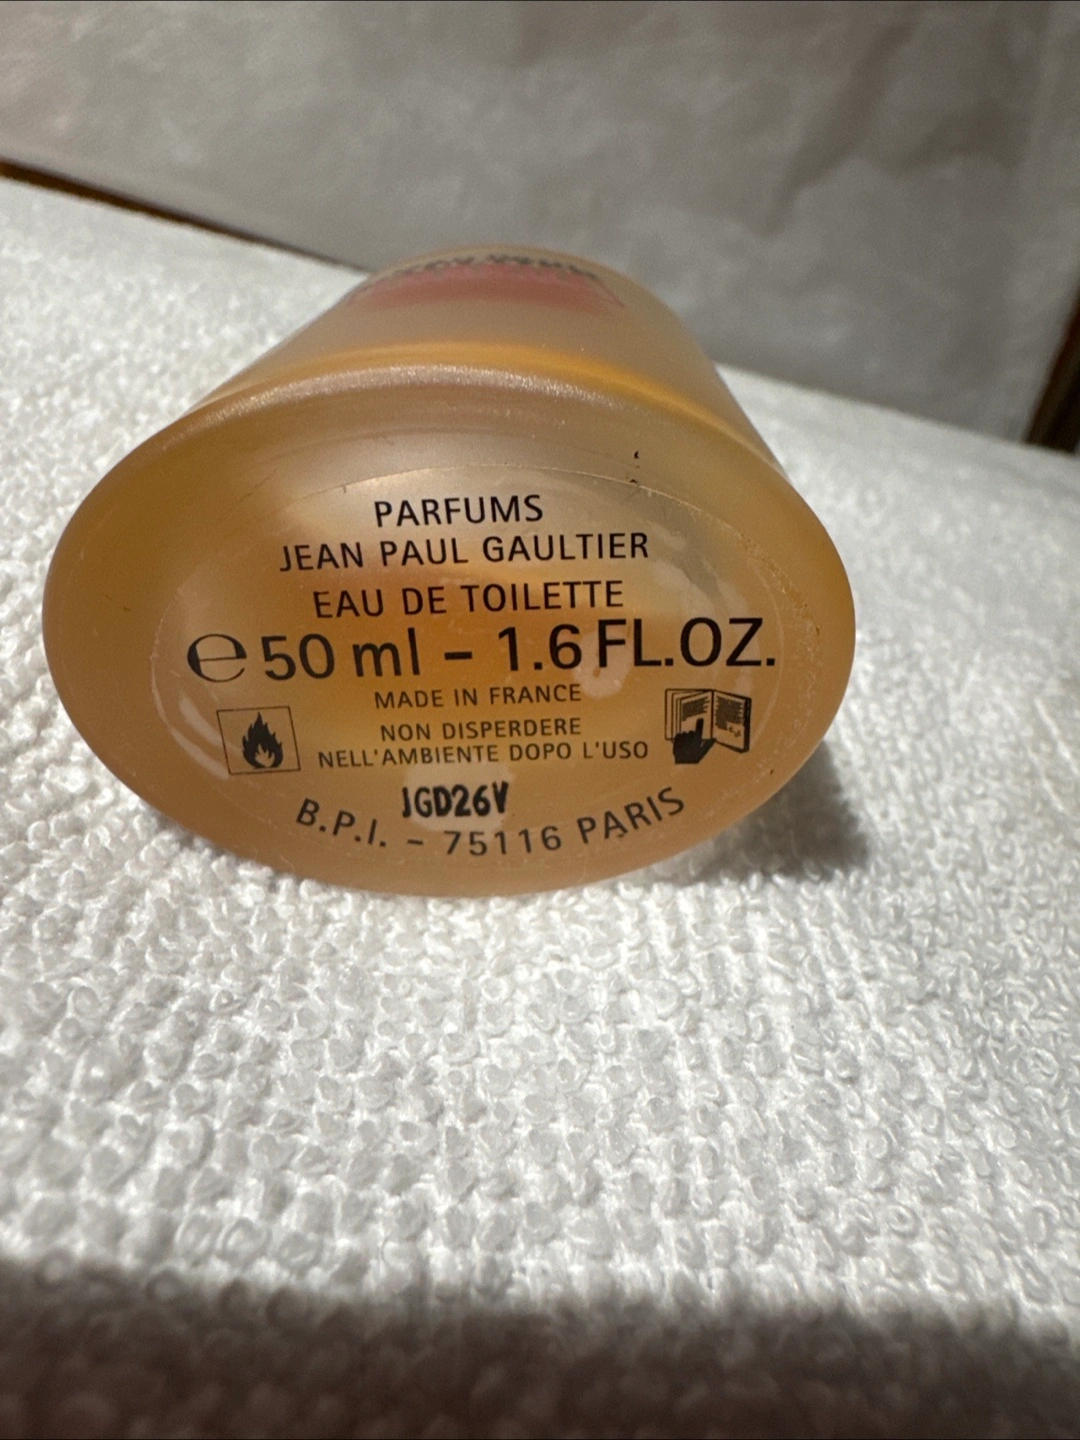 PARFUMS
JEAN PAUL GAULTIER
EAU DE TOILETTE
℮50 ml – 1.6 FL.OZ.
MADE IN FRANCE
NON DISPERDERE
NELL'AMBIENTE DOPO L'USO
JGD26V
B.P.I. – 75116 PARIS